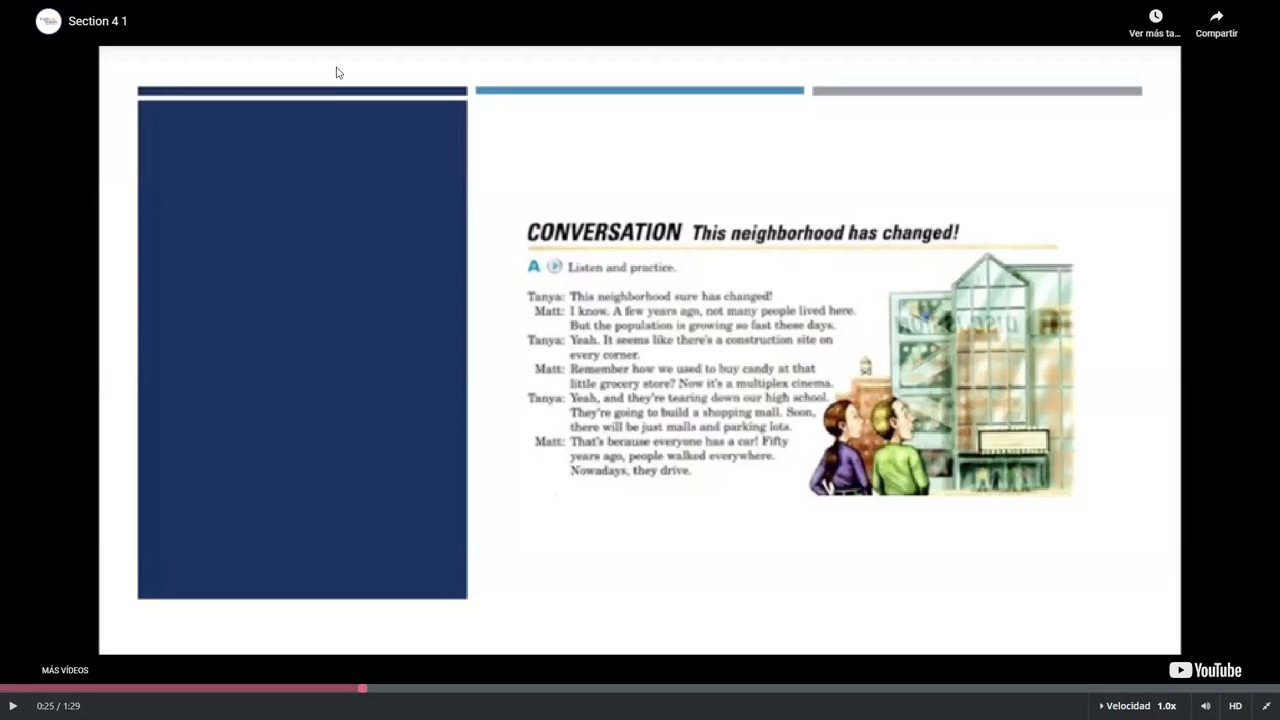 Section 4 1
Ver más ta...
Compartir
CONVERSATION This neighborhood has changed!
A Listen and practice.
Tanya: This neighborhood sure has changed!
Matt: I know. A few years ago, not many people lived here.
But the population is growing so fast these days.
Tanya: Yeah. It seems like there's a construction site on
every corner.
Matt: Remember how we used to buy candy at that
little grocery store? Now it's a multiplex cinema.
Tanya: Yeah, and they're tearing down our high school.
They're going to build a shopping mall. Soon,
there will be just malls and parking lots.
Matt: That's because everyone has a car! Fifty
years ago, people walked everywhere.
Nowadays, they drive.
MÁS VÍDEOS
YouTube
0:25 / 1:29
Velocidad 1.0x
HD